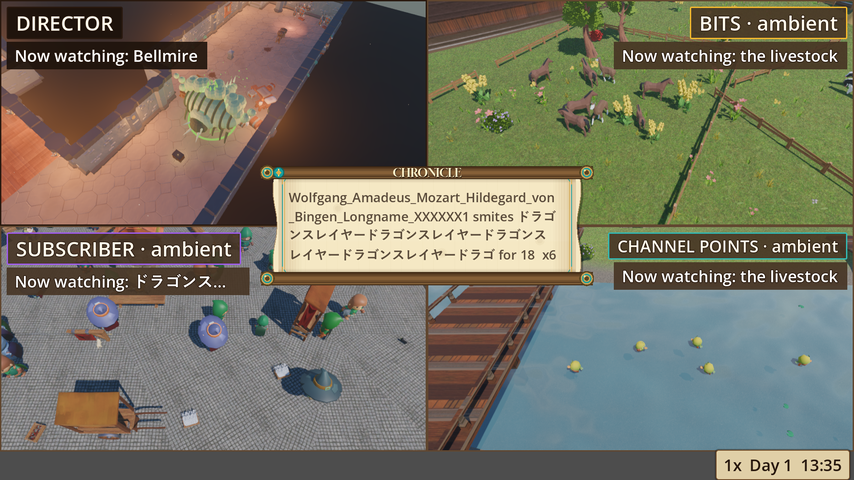 DIRECTOR
Now watching: Bellmire
BITS · ambient
Now watching: the livestock
CHRONICLE
Wolfgang_Amadeus_Mozart_Hildegard_von
_Bingen_Longname_XXXXXX1 smites ドラゴ
ンスレイヤードラゴンスレイヤードラゴンス
レイヤードラゴンスレイヤードラゴ for 18 x6
SUBSCRIBER · ambient
Now watching: ドラゴンス...
CHANNEL POINTS · ambient
Now watching: the livestock
1x Day 1 13:35